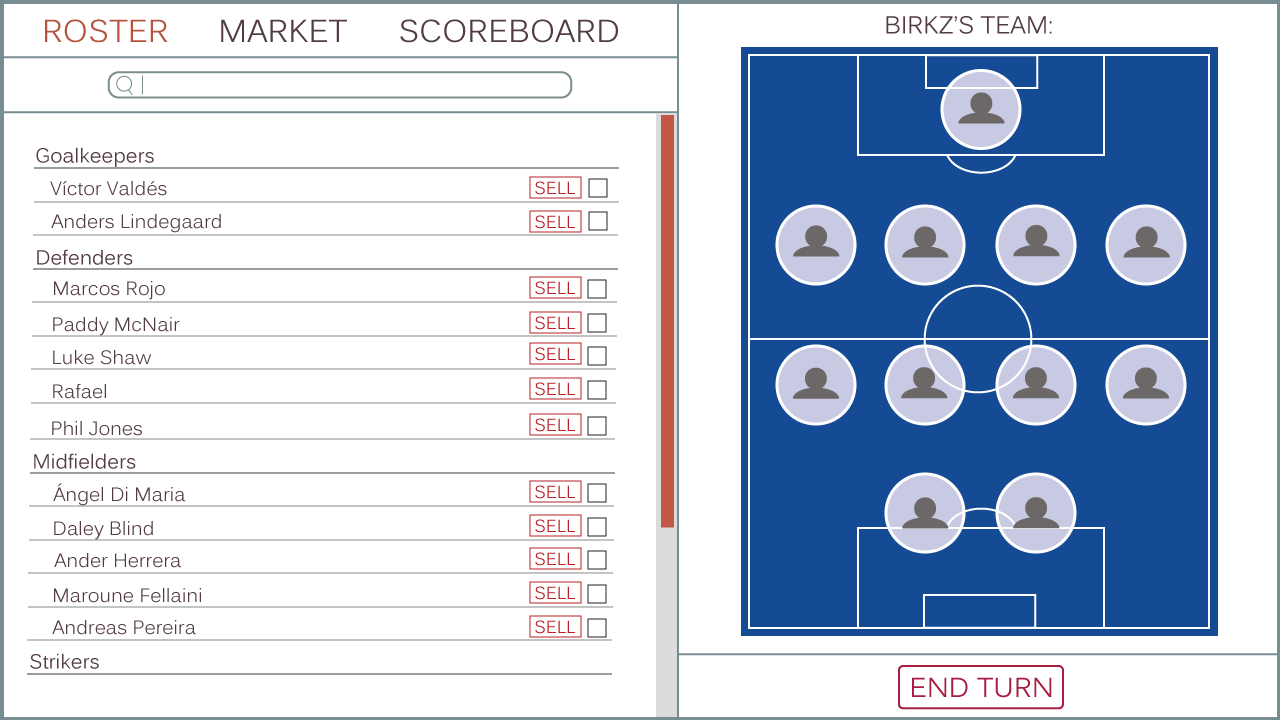 ROSTER MARKET SCOREBOARD
BIRKZ'S TEAM:
Goalkeepers
Víctor Valdés SELL
Anders Lindegaard SELL
Defenders
Marcos Rojo SELL
Paddy McNair SELL
Luke Shaw SELL
Rafael SELL
Phil Jones SELL
Midfielders
Ángel Di Maria SELL
Daley Blind SELL
Ander Herrera SELL
Maroune Fellaini SELL
Andreas Pereira SELL
Strikers
END TURN